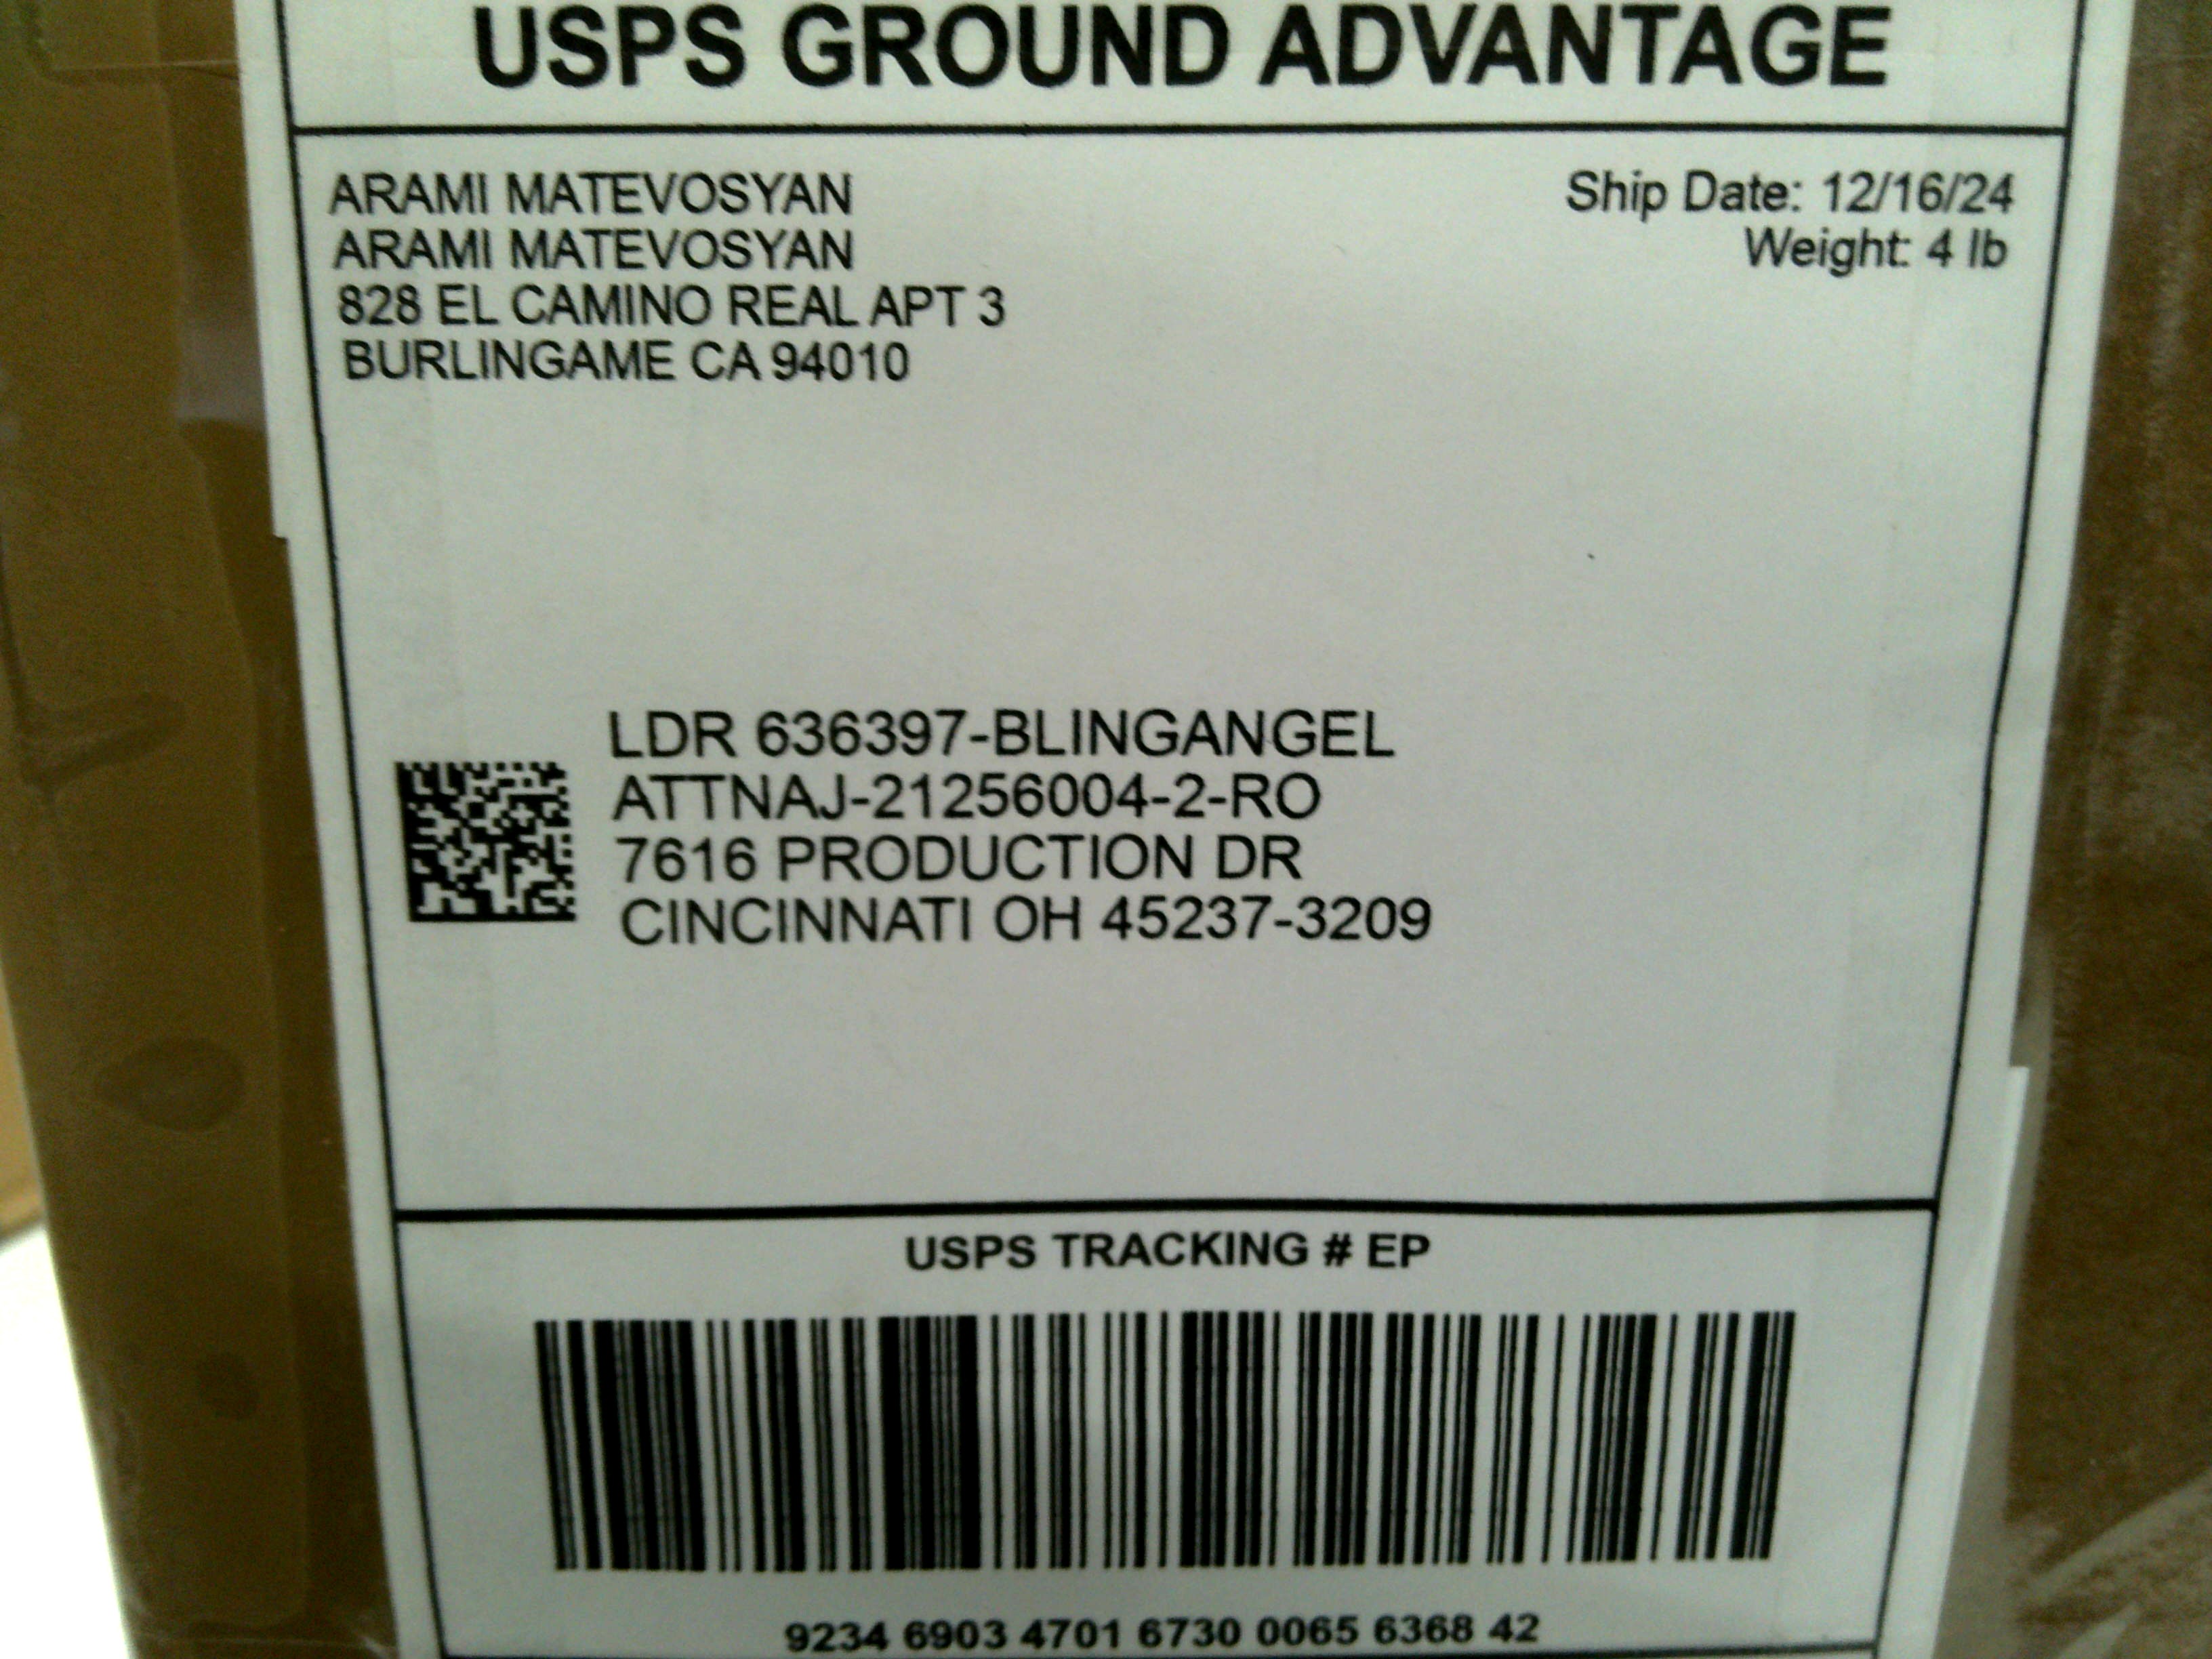 USPS GROUND ADVANTAGE
ARAMI MATEVOSYAN
ARAMI MATEVOSYAN
828 EL CAMINO REAL APT 3
BURLINGAME CA 94010
Ship Date: 12/16/24
Weight: 4 lb
LDR 636397-BLINGANGEL
ATTNAJ-21256004-2-RO
7616 PRODUCTION DR
CINCINNATI OH 45237-3209
USPS TRACKING # EP
9234 6903 4701 6730 0065 6368 42